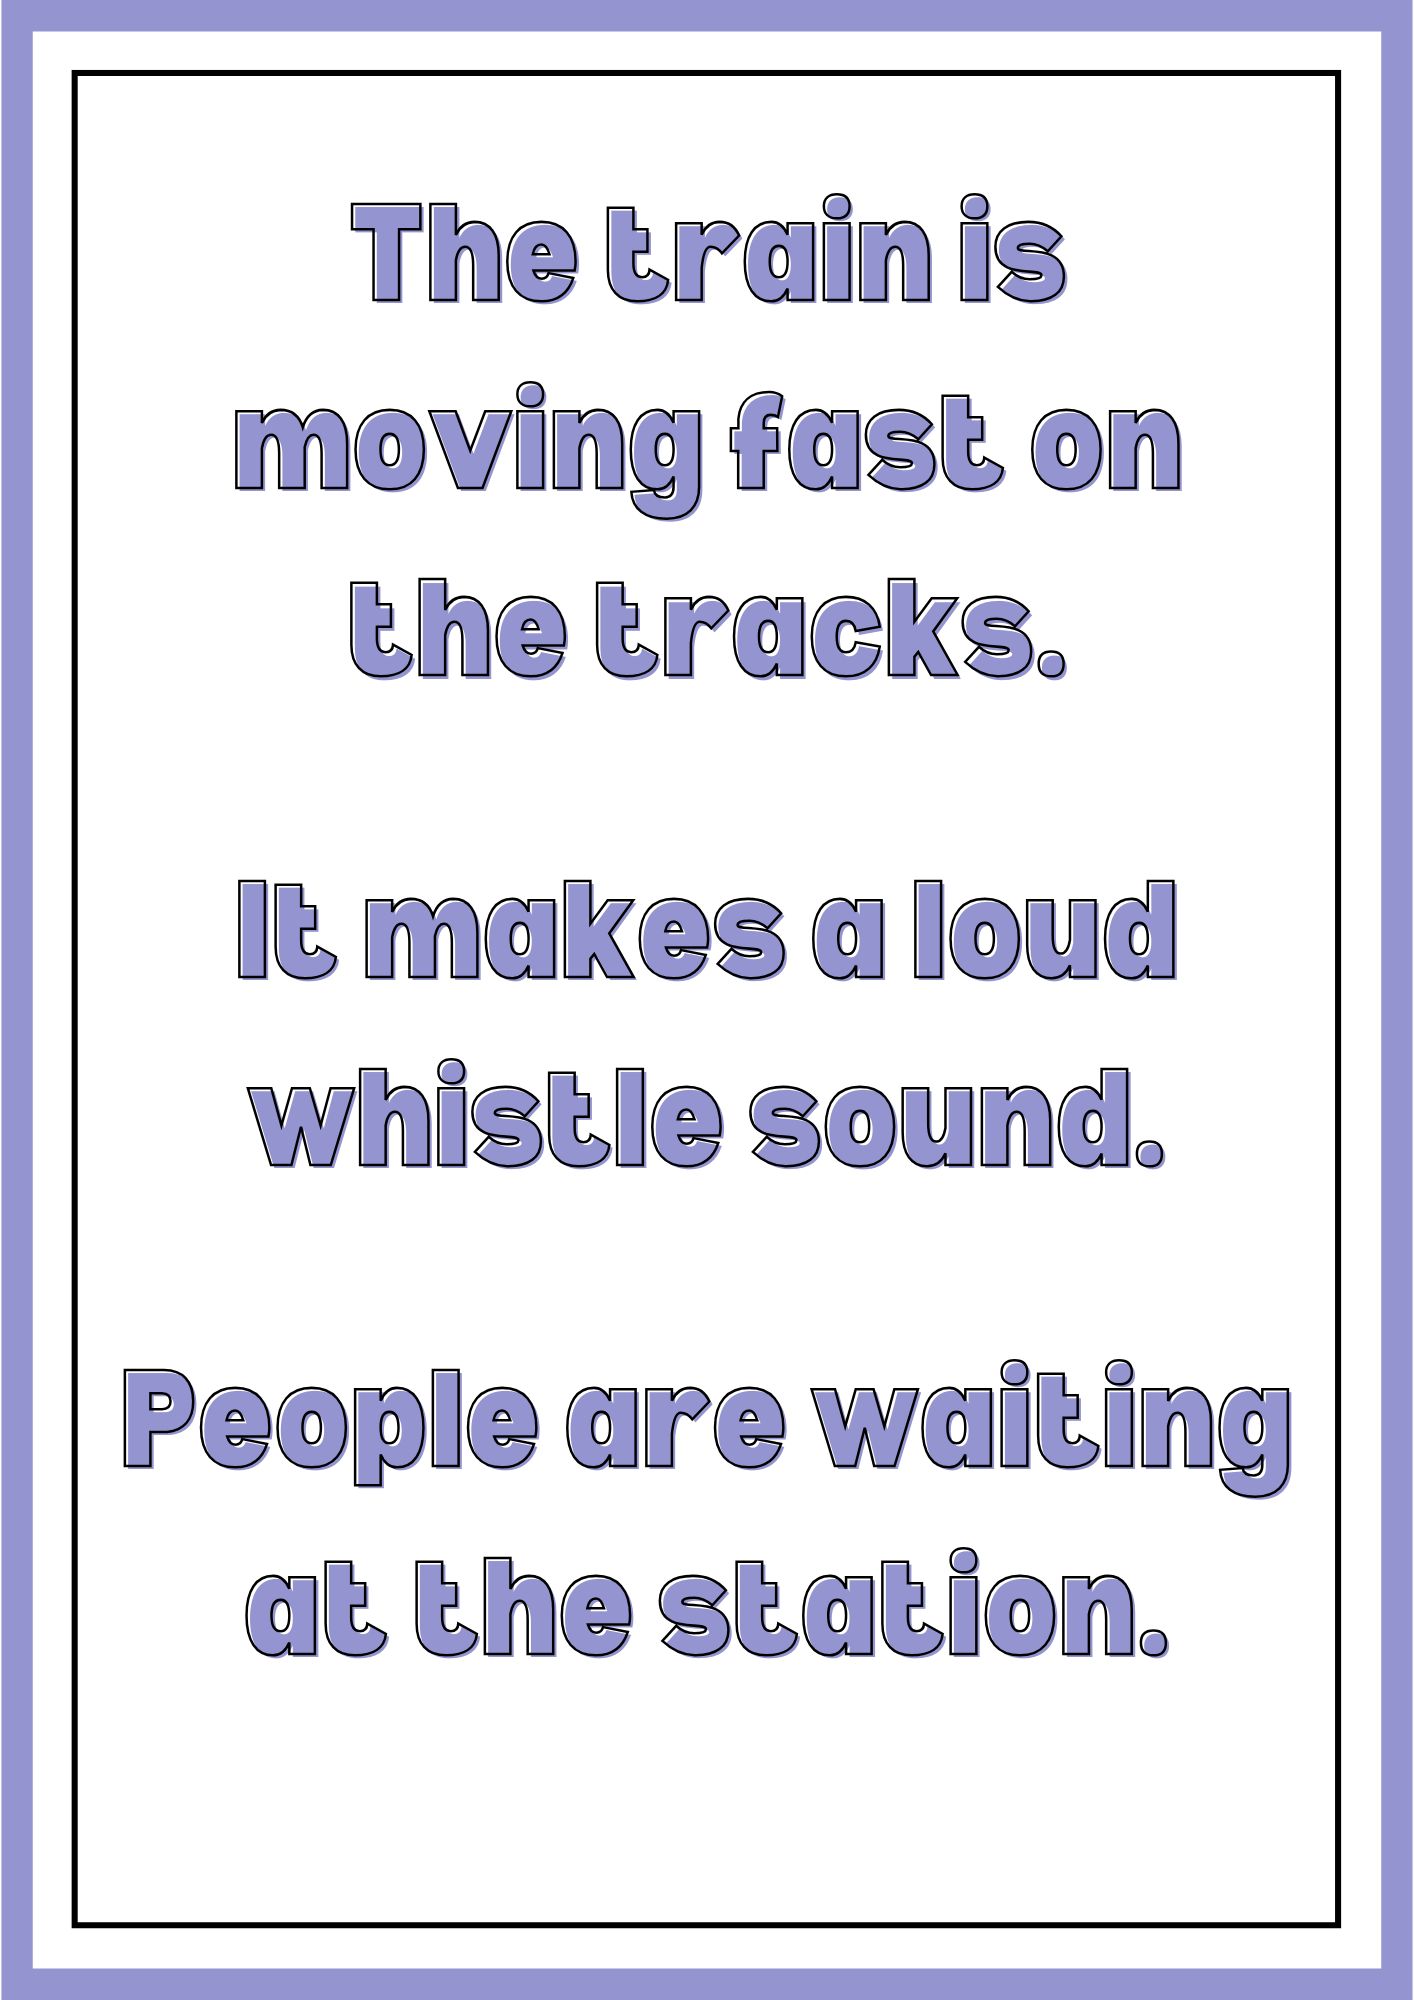 The train is
moving fast on
the tracks.
It makes a loud
whistle sound.
People are waiting
at the station.